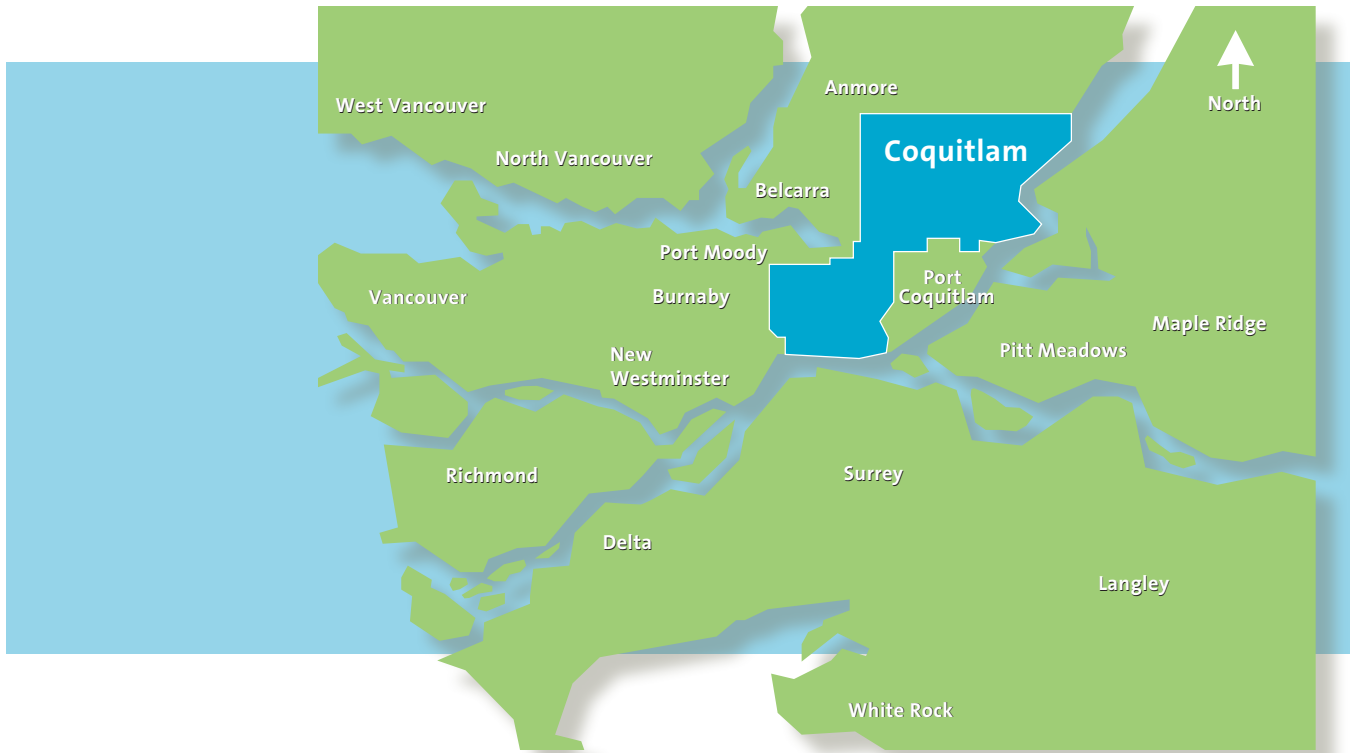 Anmore
West Vancouver
North
Coquitlam
North Vancouver
Belcarra
Port Moody
Port
Coquitlam
Vancouver
Burnaby
Maple Ridge
Pitt Meadows
New
Westminster
Richmond
Surrey
Delta
Langley
White Rock